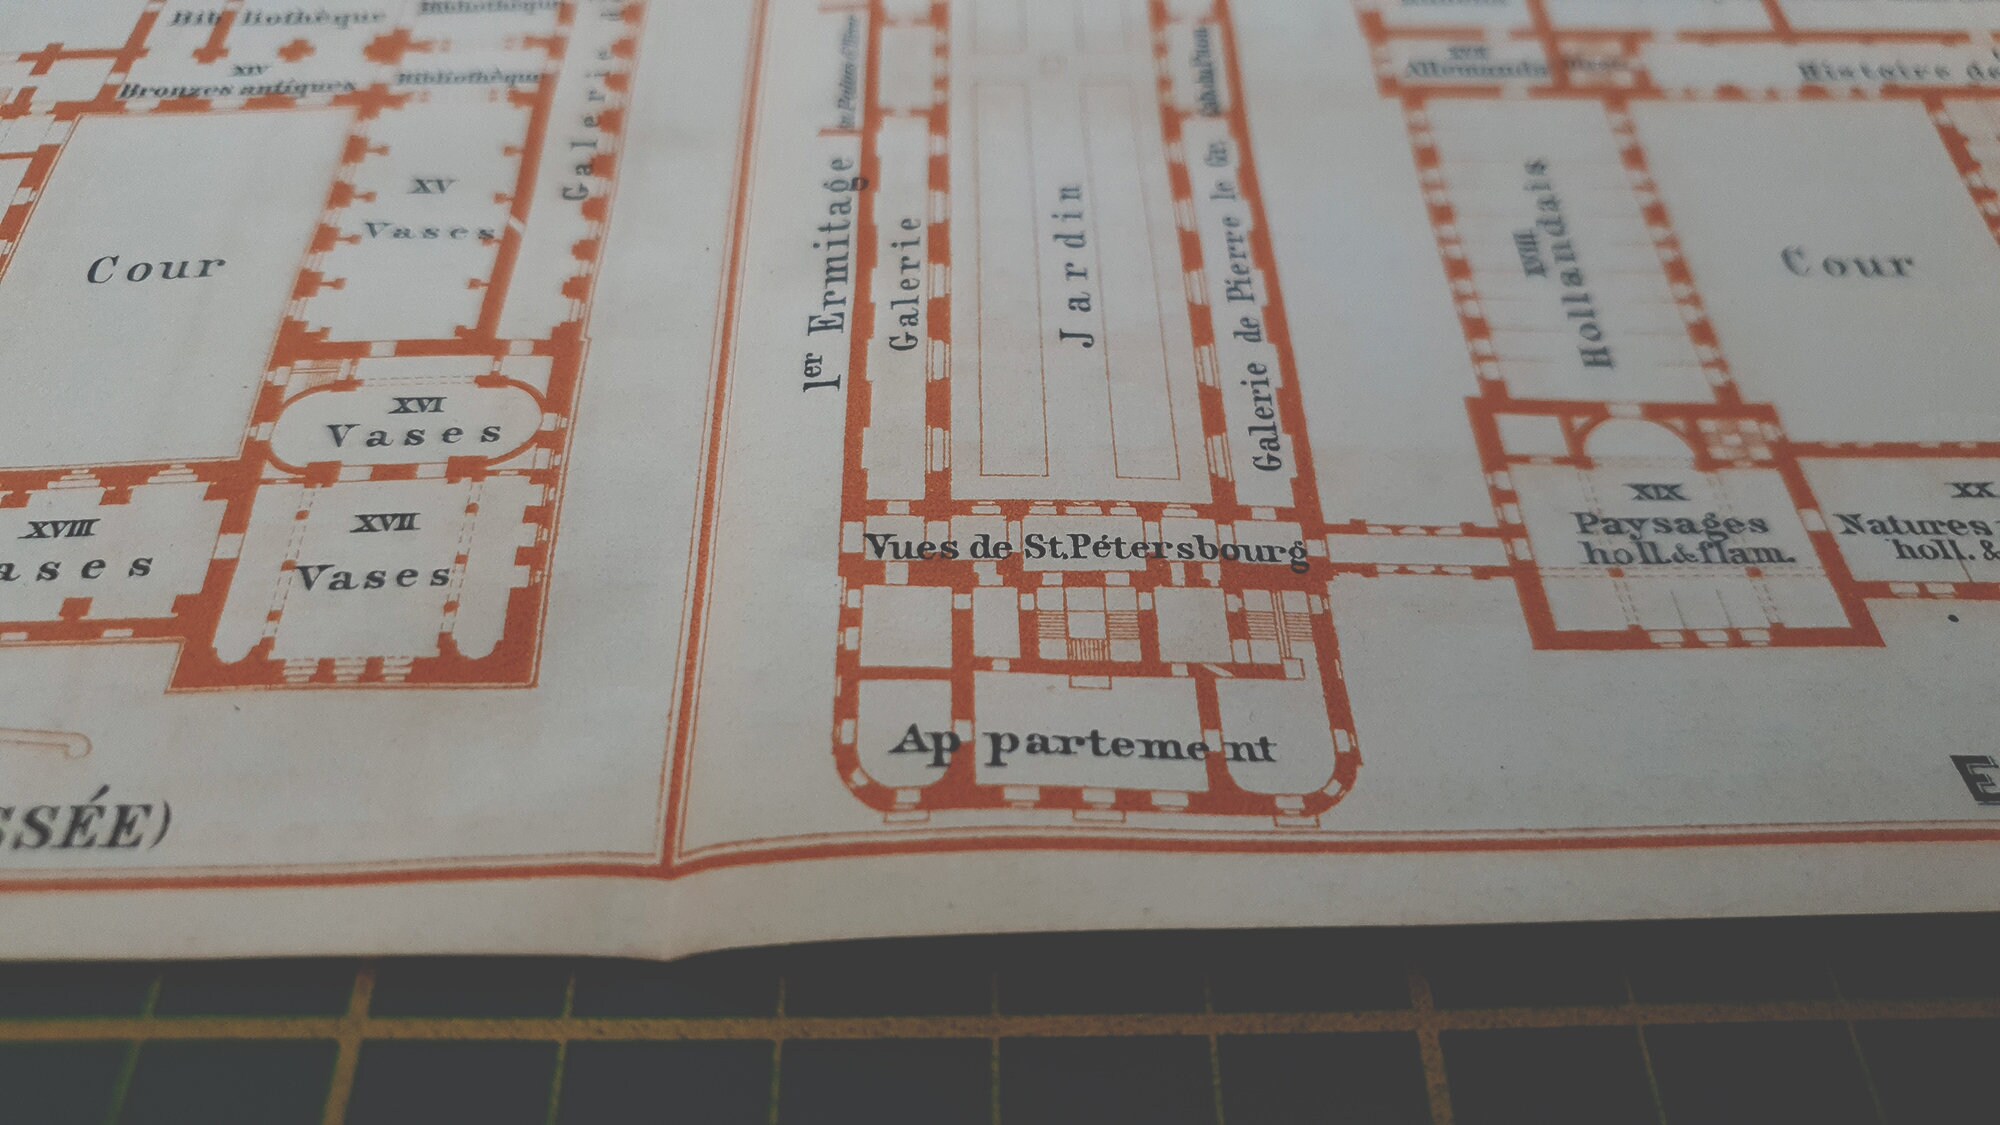 Bibliothèque
Bibliothèque
XIV
Bronzes antiques
Bibliothèque
Galerie
XV
Vases
Cour
XVI
Vases
XVII
Vases
XVIII
ases
SSÉE)
1er Ermitage
Galerie
Jardin
Galerie de Pierre le Gr.
Vues de St. Pétersbourg
Appartement
Allemands
Histoire de
XVIII
Hollandais
Cour
XIX
Paysages
holl.&flam.
XX
Natures
holl. &
E